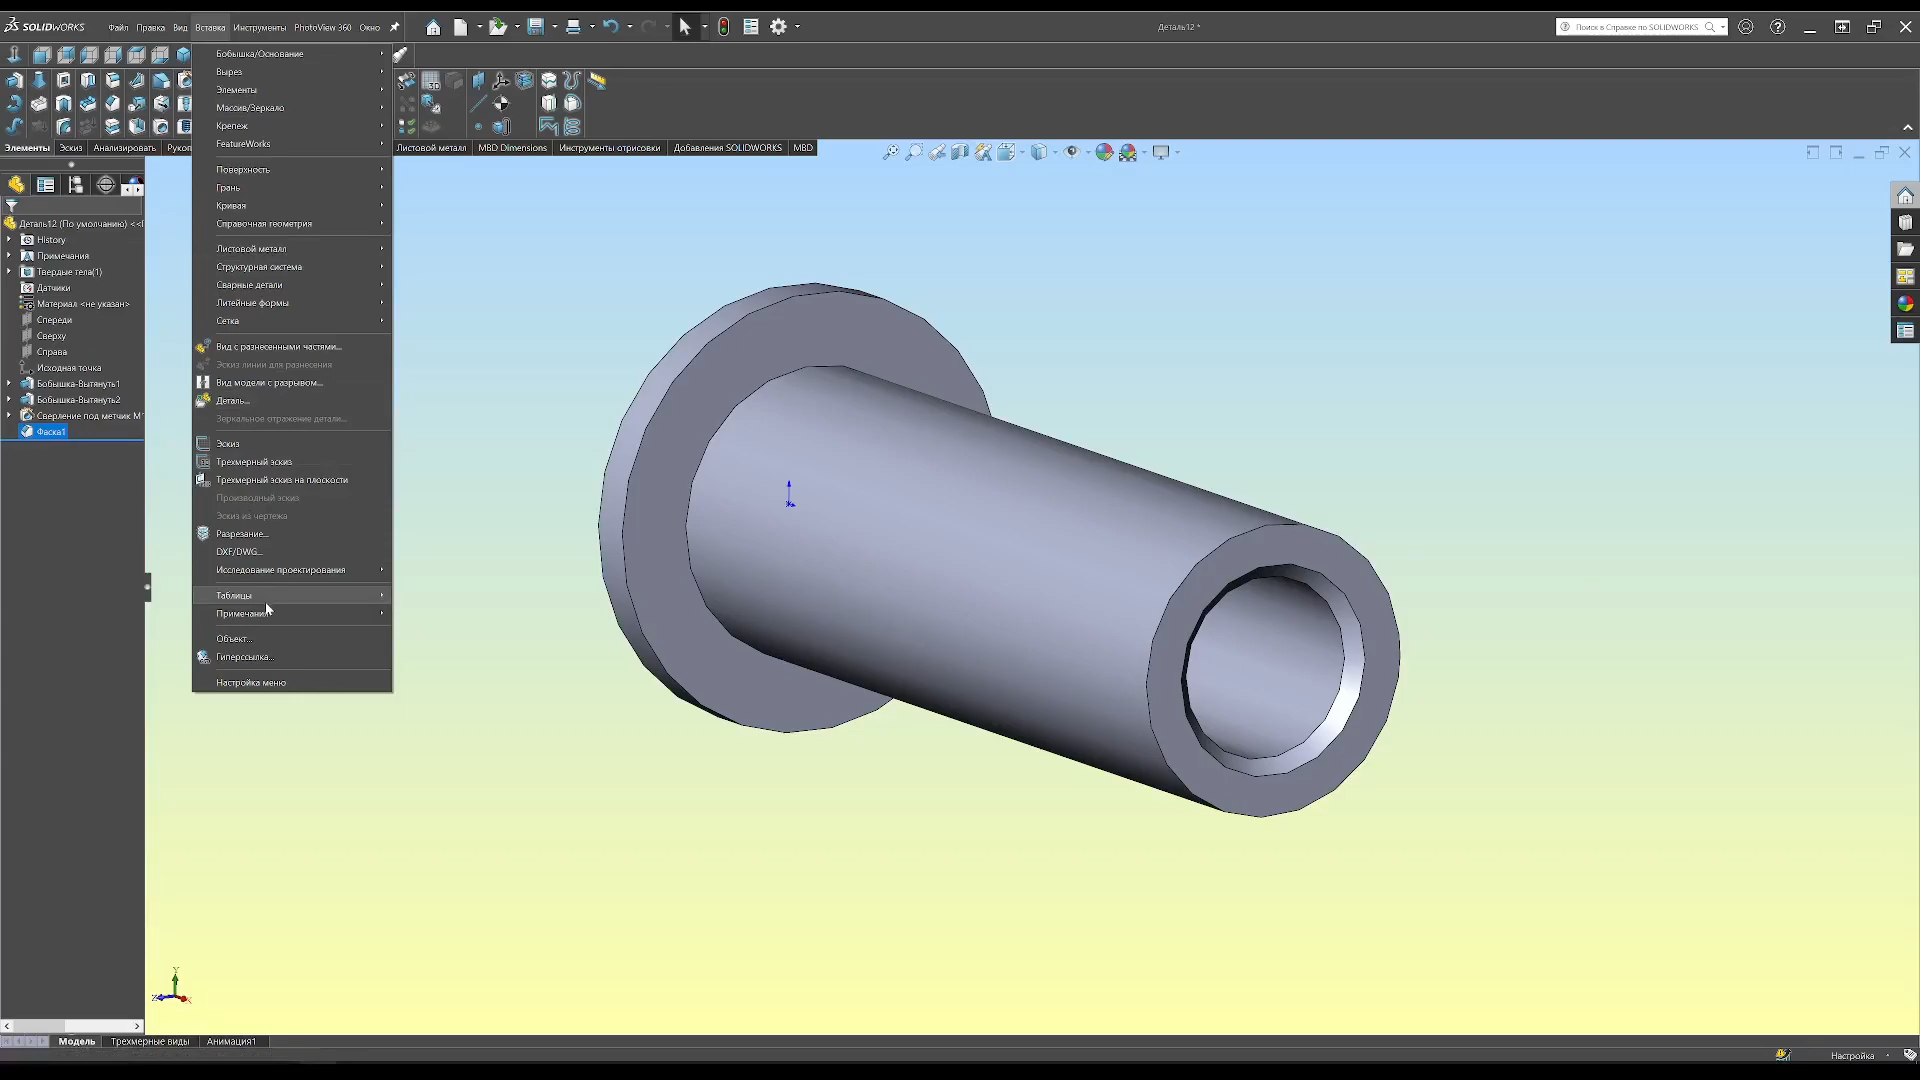 SOLIDWORKS
Файл Правка Вид Вставка Инструменты PhotoView 360 Окно
Деталь12 *
Поиск в Справке по SOLIDWORKS
Бобышка/Основание
Вырез
Элементы
Массив/Зеркало
Крепеж
FeatureWorks
Поверхность
Грань
Кривая
Справочная геометрия
Листовой металл
Структурная система
Сварные детали
Литейные формы
Сетка
Вид с разнесенными частями...
Эскиз линии для разнесения
Вид модели с разрывом...
Деталь...
Зеркальное отражение детали...
Эскиз
Трехмерный эскиз
Трехмерный эскиз на плоскости
Производный эскиз
Эскиз из чертежа
Разрезание...
DXF/DWG...
Исследование проектирования
Таблицы
Примечания
Объект...
Гиперссылка...
Настройка меню
Элементы Эскиз Анализировать Рукоп
Листовой металл MBD Dimensions Инструменты отрисовки Добавления SOLIDWORKS MBD
3D
Деталь12 (По умолчанию) <<
History
Примечания
Твердые тела(1)
Датчики
Материал <не указан>
Спереди
Сверху
Справа
Исходная точка
Бобышка-Вытянуть1
Бобышка-Вытянуть2
Сверление под метчик M
Фаска1
Y
Z
X
Модель Трехмерные виды Анимация1
Настройка